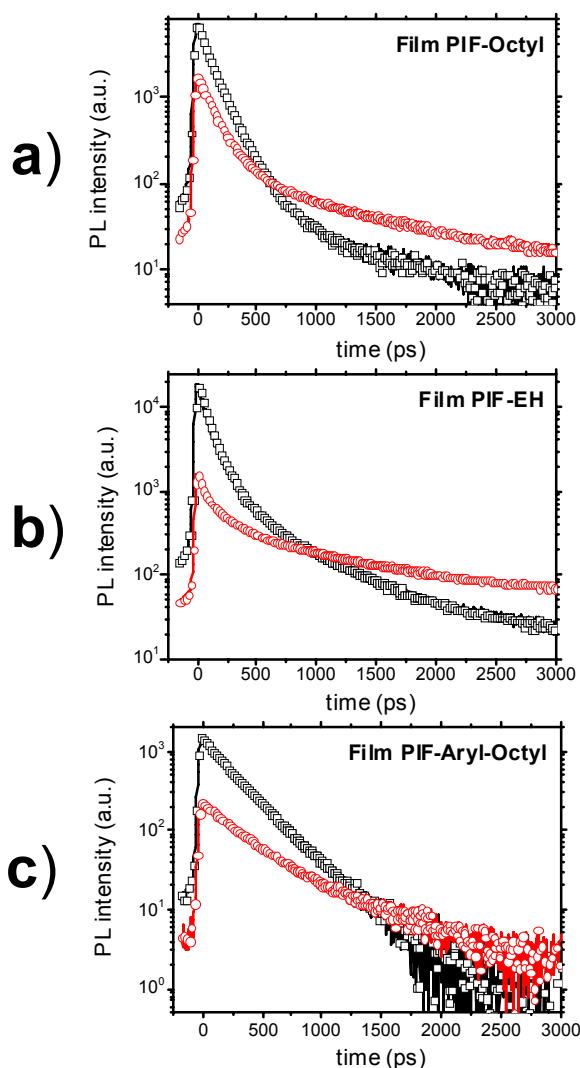 a)
PL intensity (a.u.)
10³
10²
10¹
Film PIF-Octyl
0 500 1000 1500 2000 2500 3000
time (ps)
b)
PL intensity (a.u.)
10⁴
10³
10²
10¹
Film PIF-EH
0 500 1000 1500 2000 2500 3000
time (ps)
c)
PL intensity (a.u.)
10³
10²
10¹
10⁰
Film PIF-Aryl-Octyl
0 500 1000 1500 2000 2500 3000
time (ps)